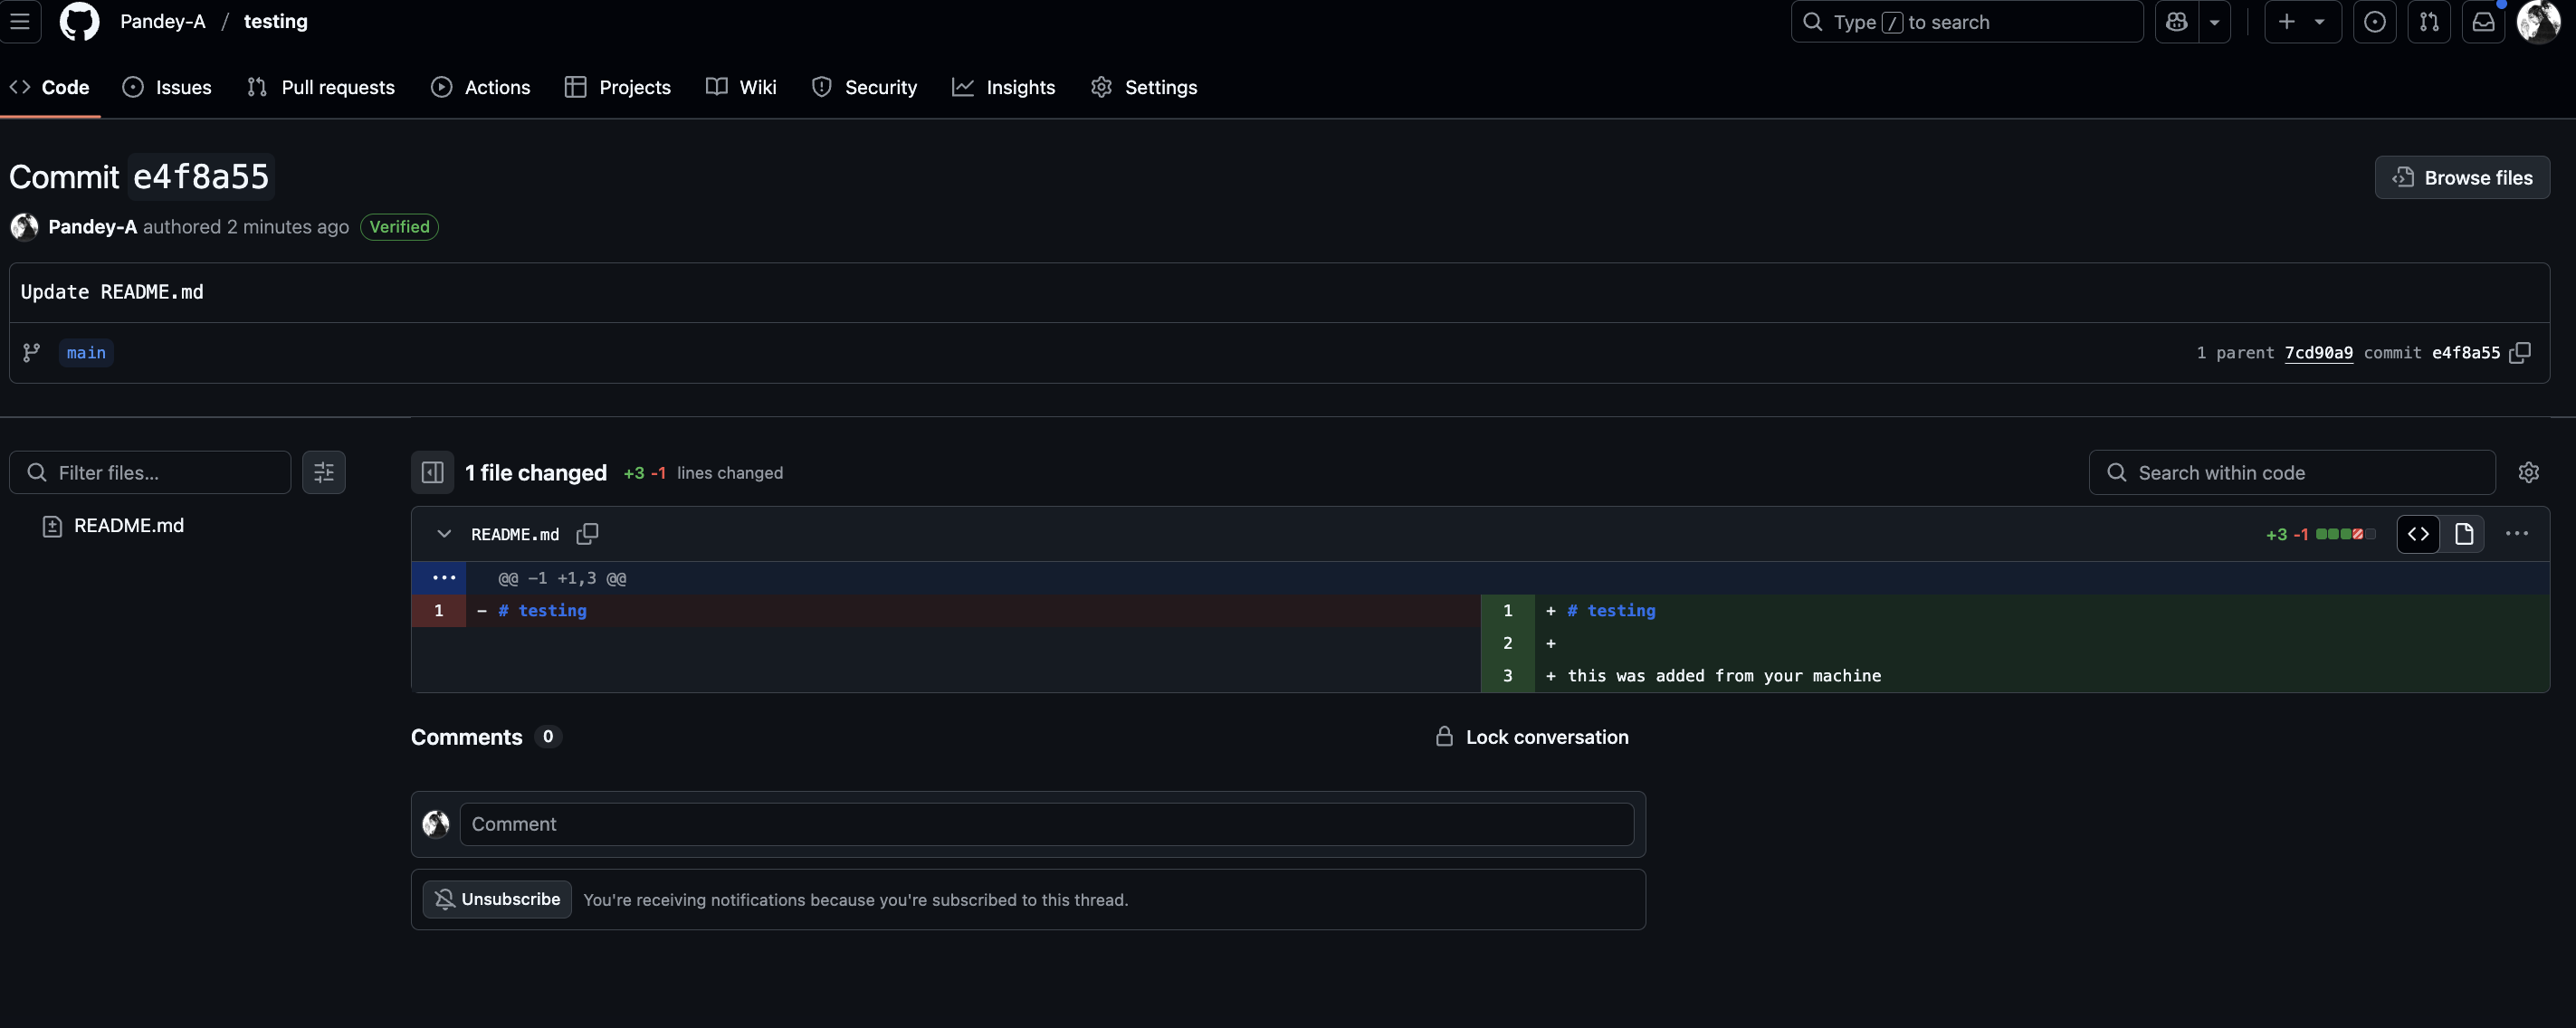 Pandey-A / testing
Type / to search
Code Issues Pull requests Actions Projects Wiki Security Insights Settings
Commit e4f8a55
Browse files
Pandey-A authored 2 minutes ago Verified
Update README.md
main
1 parent 7cd90a9 commit e4f8a55
Filter files...
1 file changed +3 -1 lines changed
Search within code
README.md
README.md
+3 -1
@@ -1 +1,3 @@
1 - # testing
1 + # testing
2 +
3 + this was added from your machine
Comments 0
Lock conversation
Comment
Unsubscribe You're receiving notifications because you're subscribed to this thread.